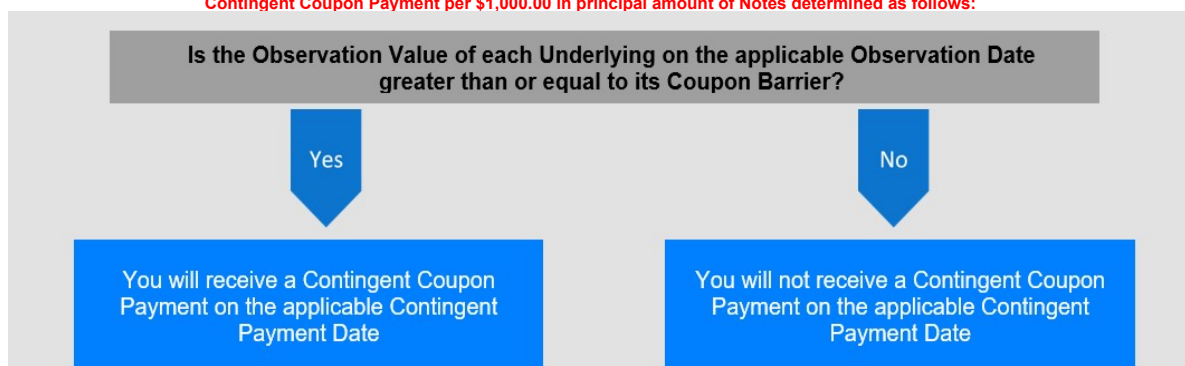 Contingent Coupon Payment per $1,000.00 in principal amount of Notes determined as follows:
Is the Observation Value of each Underlying on the applicable Observation Date
greater than or equal to its Coupon Barrier?
Yes
No
You will receive a Contingent Coupon
Payment on the applicable Contingent
Payment Date
You will not receive a Contingent Coupon
Payment on the applicable Contingent
Payment Date